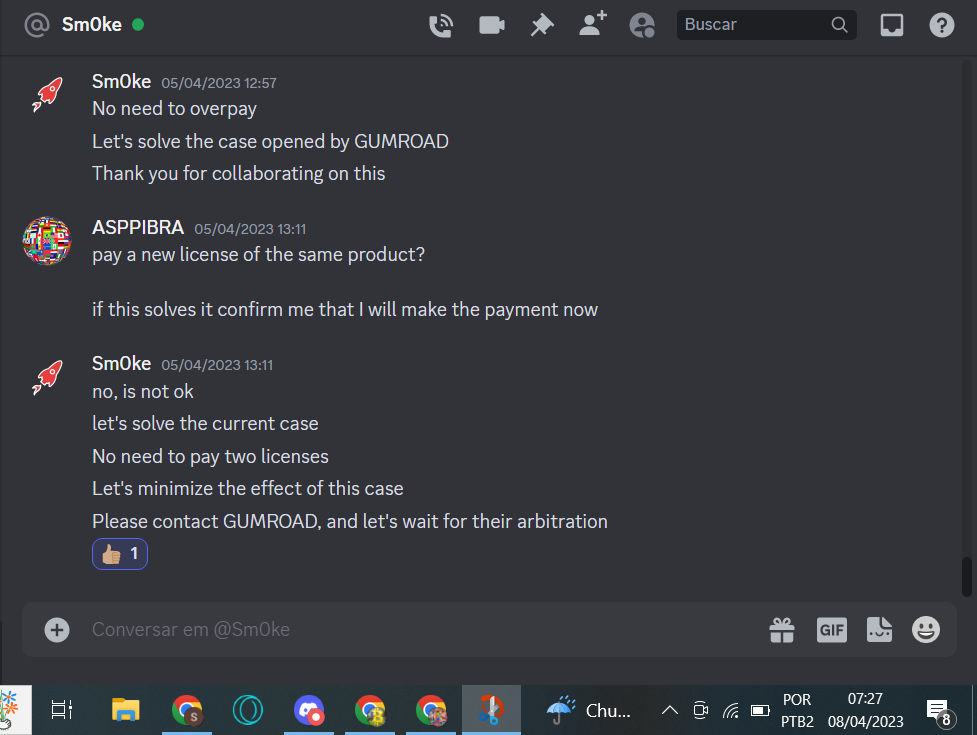 @ Sm0ke
Buscar
Sm0ke 05/04/2023 12:57
No need to overpay
Let's solve the case opened by GUMROAD
Thank you for collaborating on this
ASPPIBRA 05/04/2023 13:11
pay a new license of the same product?
if this solves it confirm me that I will make the payment now
Sm0ke 05/04/2023 13:11
no, is not ok
let's solve the current case
No need to pay two licenses
Let's minimize the effect of this case
Please contact GUMROAD, and let's wait for their arbitration
1
Conversar em @Sm0ke
GIF
S
Chu...
POR
PTB2
07:27
08/04/2023
8